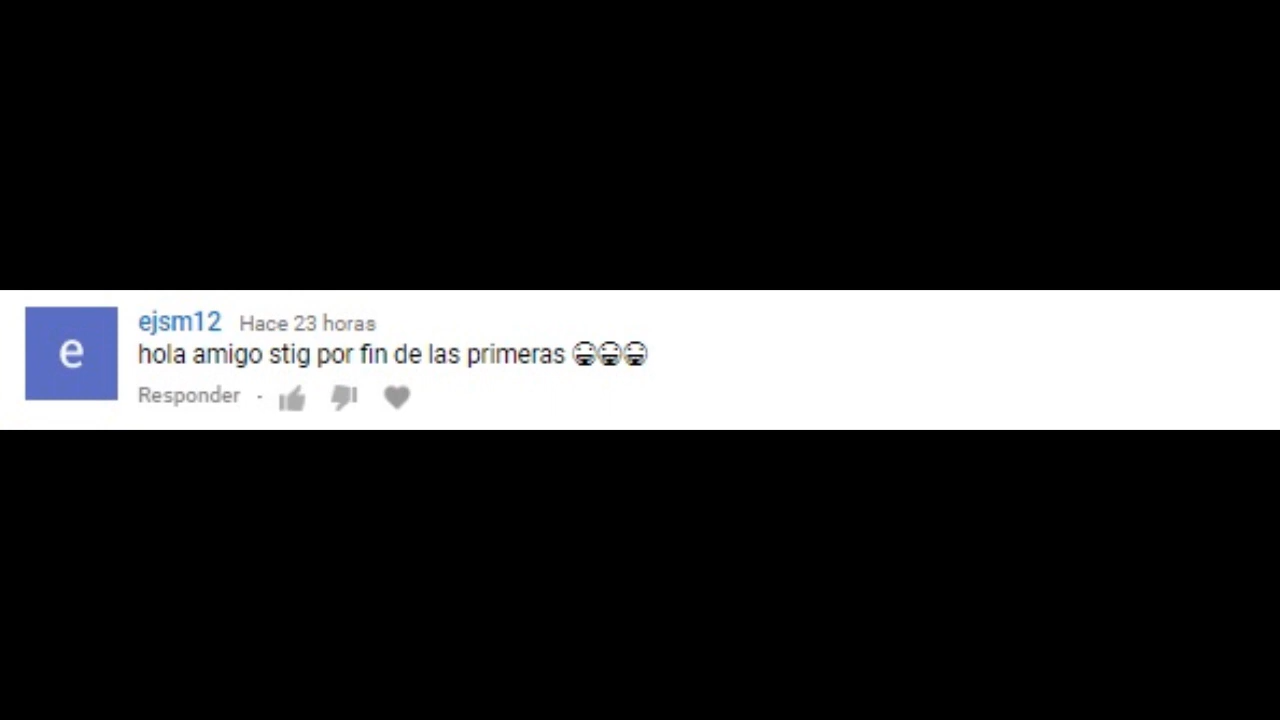 e
ejsm12 Hace 23 horas
hola amigo stig por fin de las primeras 😀😀😀
Responder ·